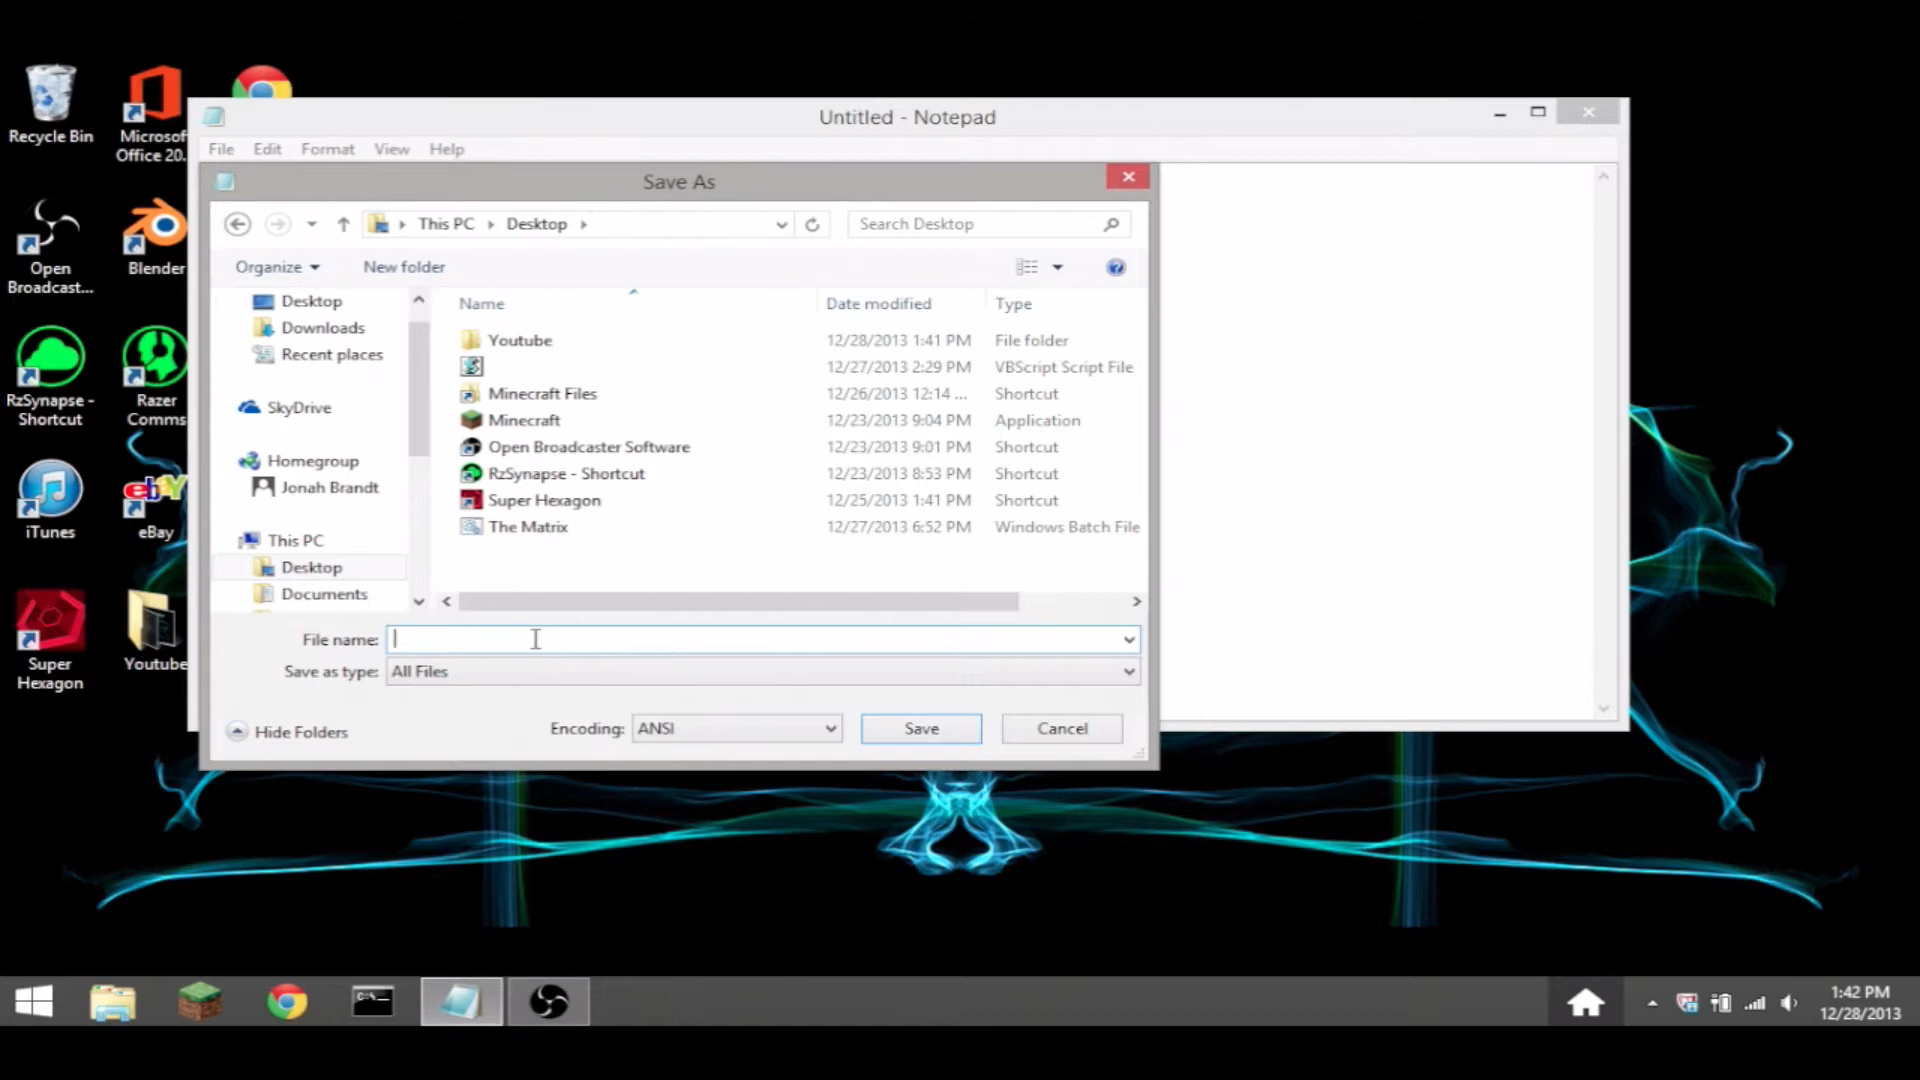 Recycle Bin
Microsof
Office 20.
Open
Broadcast...
Blender
RzSynapse -
Shortcut
Razer
Comms
iTunes
ebY
eBay
Super
Hexagon
Youtube
Untitled - Notepad
File Edit Format View Help
Save As
This PC Desktop
Search Desktop
Organize New folder
Desktop
Downloads
Recent places
SkyDrive
Homegroup
Jonah Brandt
This PC
Desktop
Documents
Name Date modified Type
Youtube 12/28/2013 1:41 PM File folder
12/27/2013 2:29 PM VBScript Script File
Minecraft Files 12/26/2013 12:14 ... Shortcut
Minecraft 12/23/2013 9:04 PM Application
Open Broadcaster Software 12/23/2013 9:01 PM Shortcut
RzSynapse - Shortcut 12/23/2013 8:53 PM Shortcut
Super Hexagon 12/25/2013 1:41 PM Shortcut
The Matrix 12/27/2013 6:52 PM Windows Batch File
File name:
Save as type: All Files
Hide Folders
Encoding: ANSI
Save
Cancel
C:\_
1:42 PM
12/28/2013